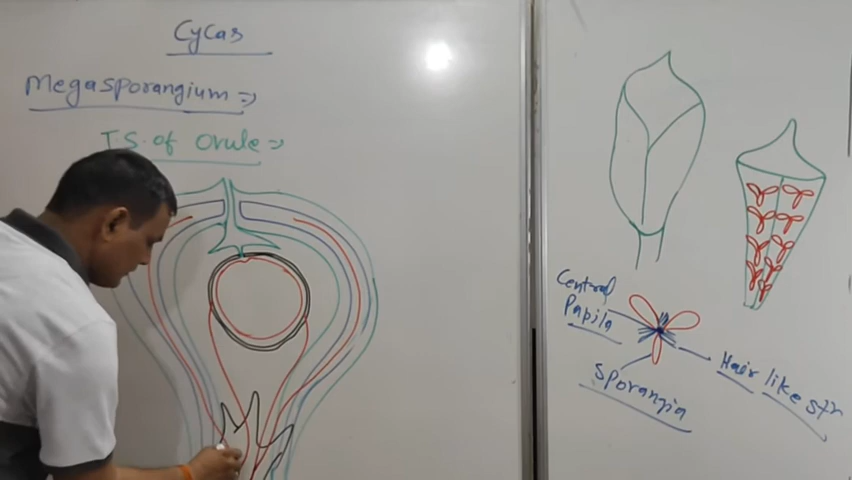 Cycas
Megasporangium =>
T.S. of Ovule =>
Central
Papila
Sporangia
Hair like str